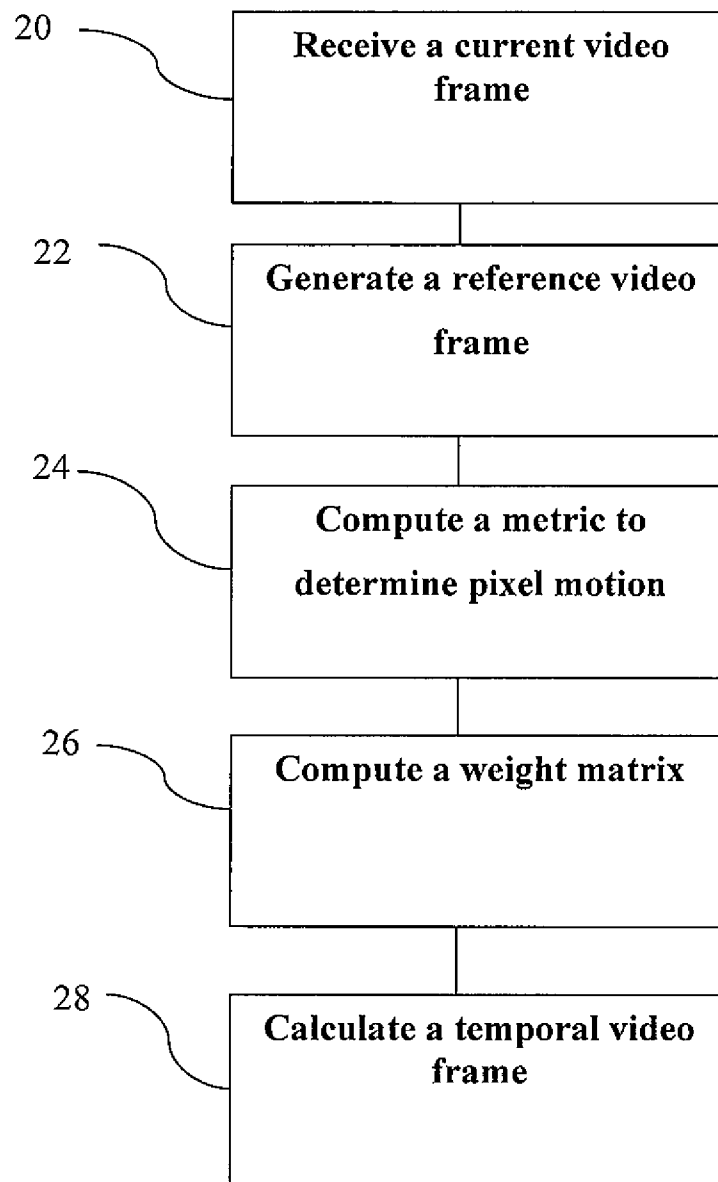 20
Receive a current video
frame
22
Generate a reference video
frame
24
Compute a metric to
determine pixel motion
26
Compute a weight matrix
28
Calculate a temporal video
frame